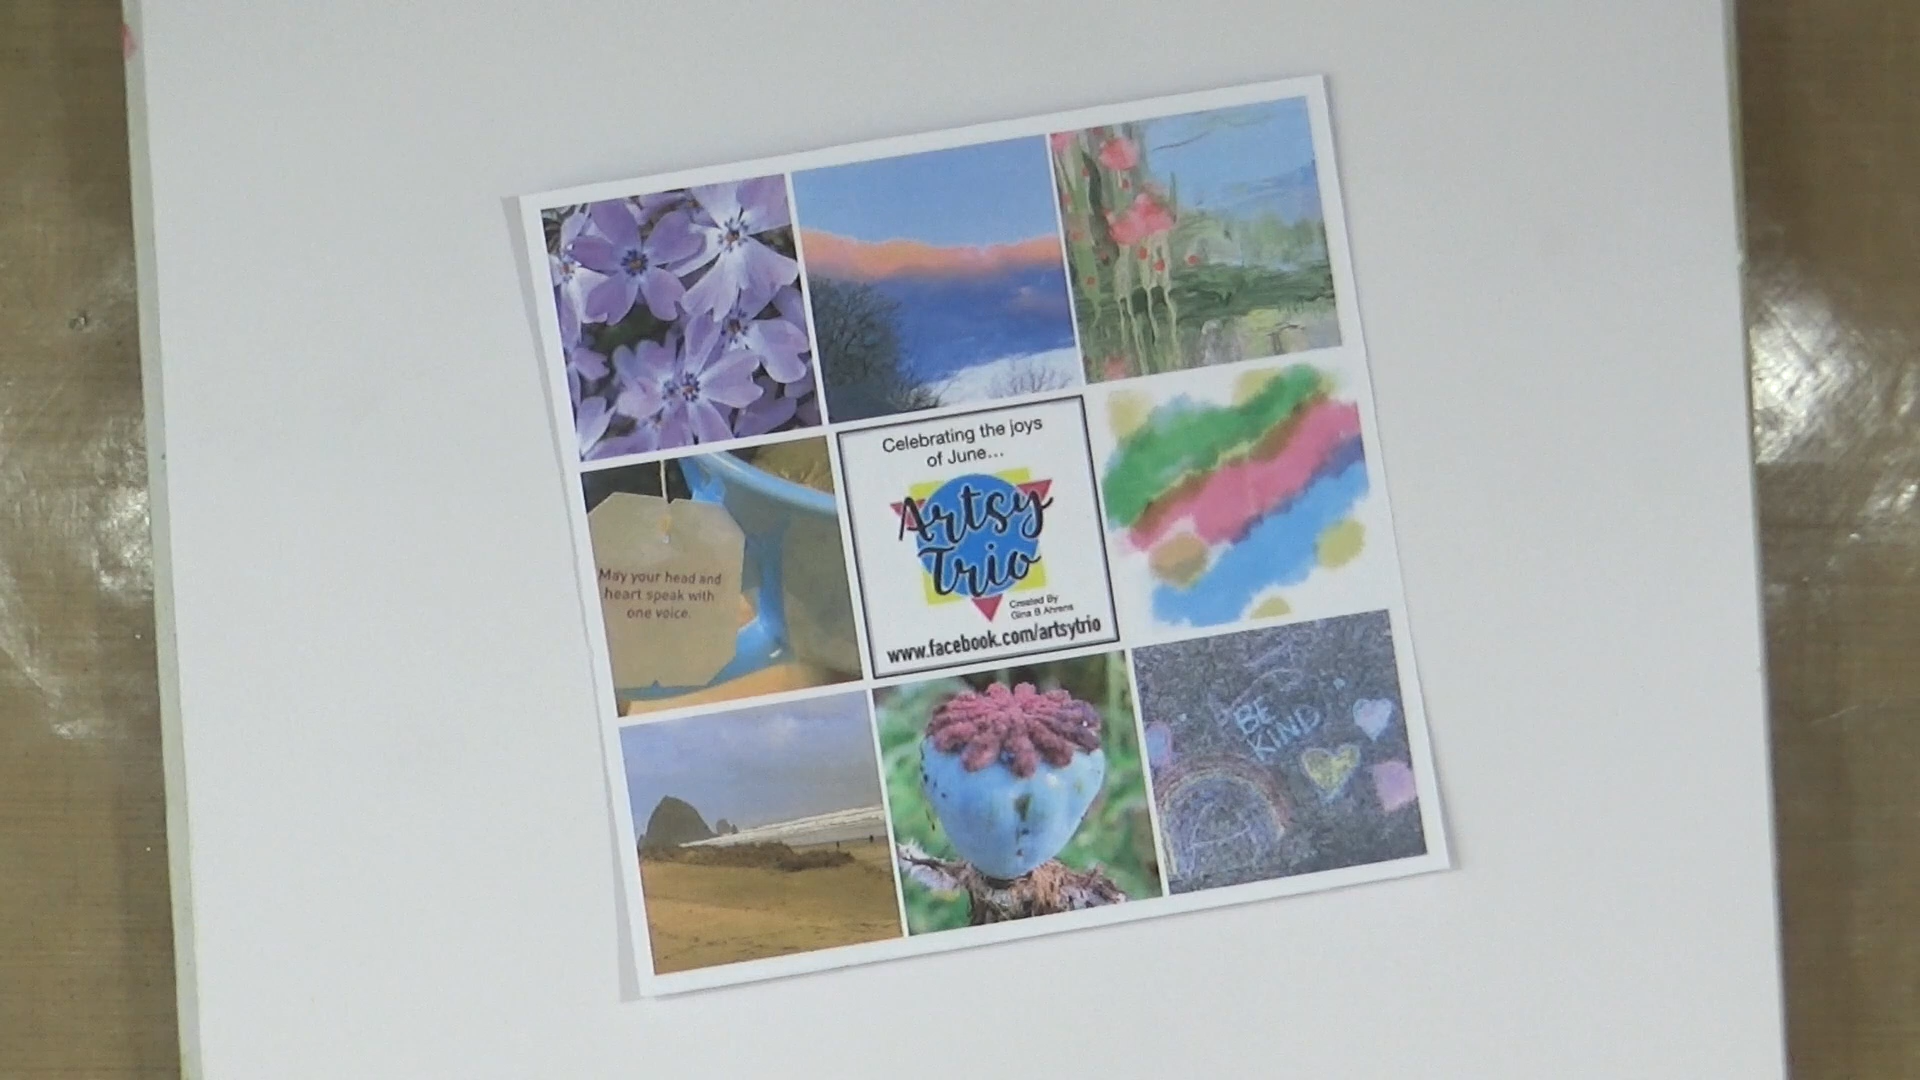 Celebrating the joys
of June...
Artsy
Trio
Created By
Gina B Ahrens
www.facebook.com/artsytrio
May your head and
heart speak with
one voice.
BE
KIND